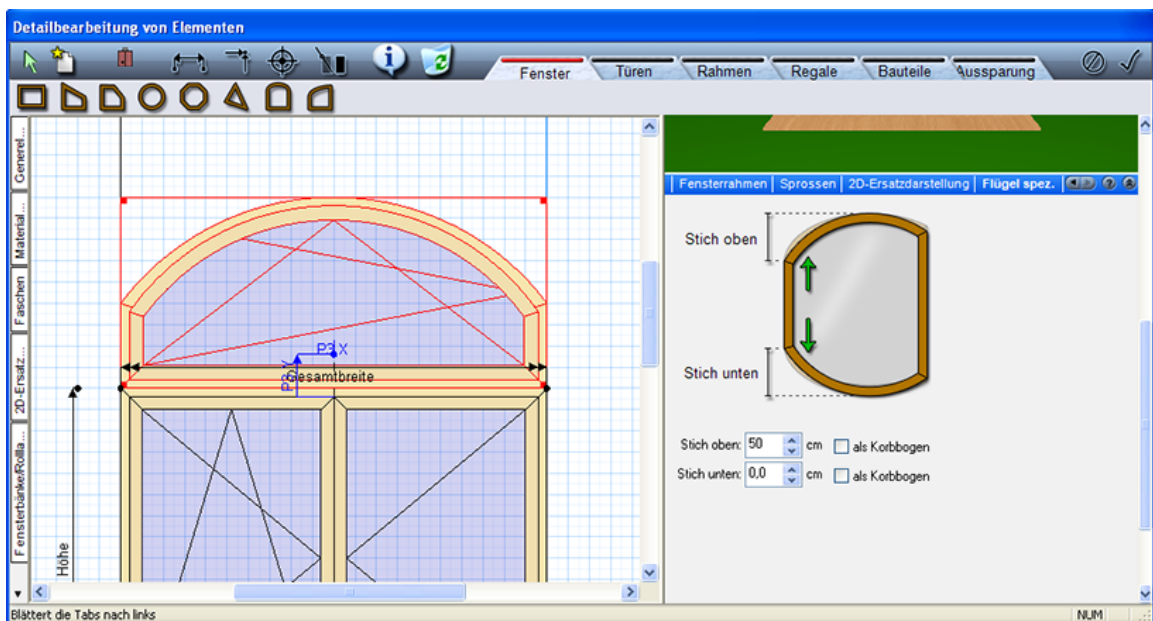 Detailbearbeitung von Elementen
Fenster Türen Rahmen Regale Bauteile Aussparung
Generel...
Material ...
Faschen
2D-Ersatz ...
Fensterbänke/Rolla ...
P3.X
P3.Y
Gesamtbreite
Höhe
Fensterrahmen Sprossen 2D-Ersatzdarstellung Flügel spez.
Stich oben
Stich unten
Stich oben: 50 cm als Korbbogen
Stich unten: 0,0 cm als Korbbogen
Blättert die Tabs nach links NUM